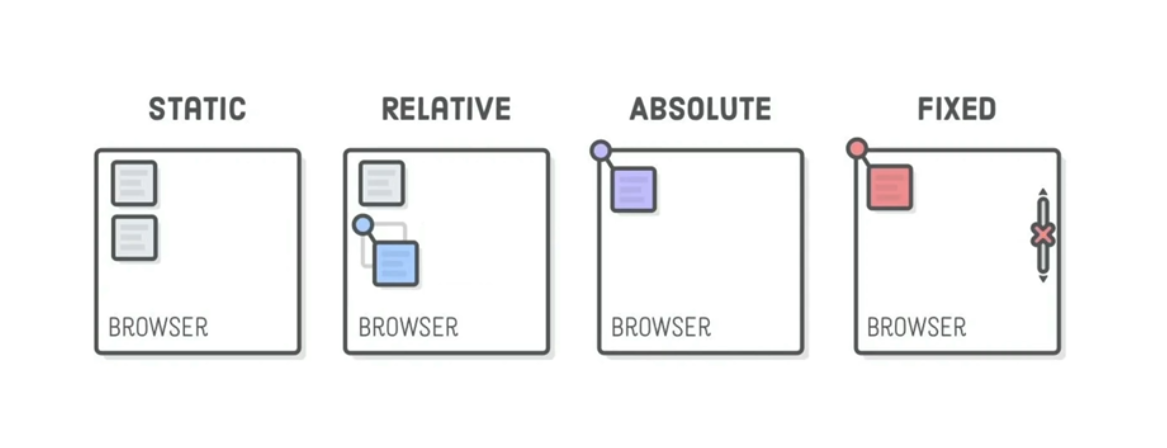 STATIC
RELATIVE
ABSOLUTE
FIXED
BROWSER
BROWSER
BROWSER
BROWSER